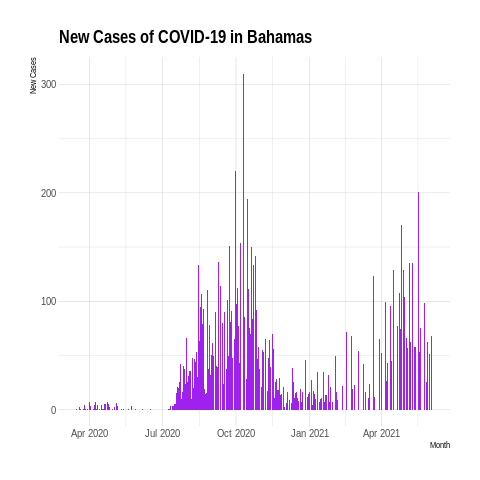 New Cases of COVID-19 in Bahamas
New Cases
300
200
100
0
Apr 2020 Jul 2020 Oct 2020 Jan 2021 Apr 2021
Month